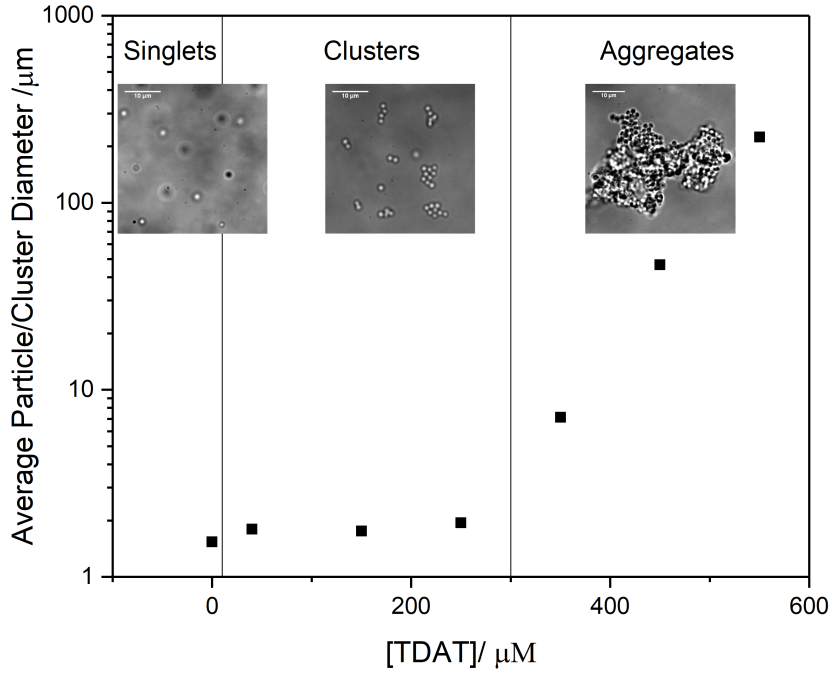 1000
100
10
1
Average Particle/Cluster Diameter /μm
Singlets
Clusters
Aggregates
10 μm
10 μm
10 μm
0
200
400
600
[TDAT]/ μM